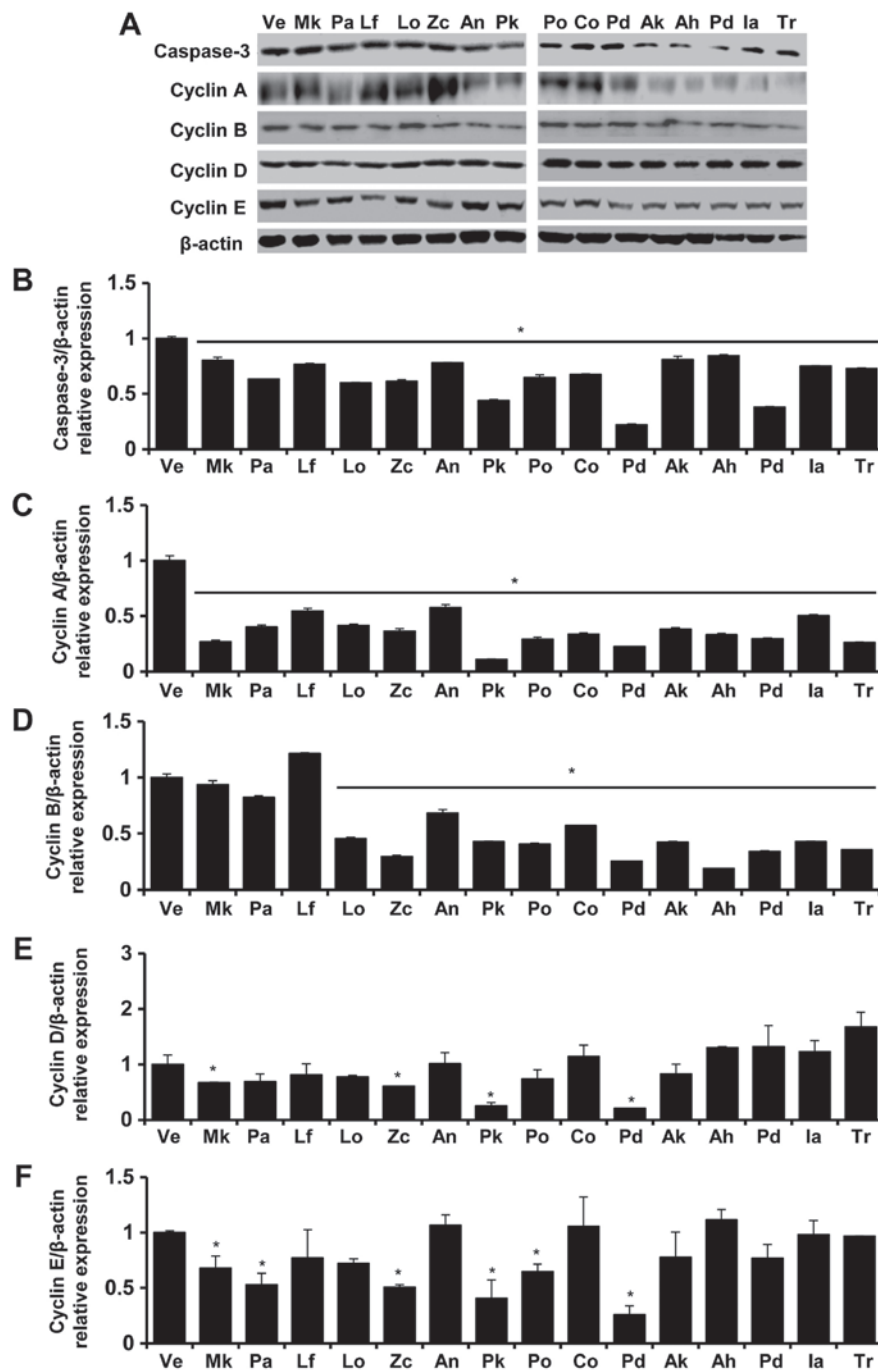 A
Ve Mk Pa Lf Lo Zc An Pk Po Co Pd Ak Ah Pd Ia Tr
Caspase-3
Cyclin A
Cyclin B
Cyclin D
Cyclin E
β-actin
B
Caspase-3/β-actin
relative expression
1.5
1
0.5
0
*
Ve Mk Pa Lf Lo Zc An Pk Po Co Pd Ak Ah Pd Ia Tr
C
Cyclin A/β-actin
relative expression
1.5
1
0.5
0
*
Ve Mk Pa Lf Lo Zc An Pk Po Co Pd Ak Ah Pd Ia Tr
D
Cyclin B/β-actin
relative expression
1.5
1
0.5
0
*
Ve Mk Pa Lf Lo Zc An Pk Po Co Pd Ak Ah Pd Ia Tr
E
Cyclin D/β-actin
relative expression
3
2
1
0
* * * *
Ve Mk Pa Lf Lo Zc An Pk Po Co Pd Ak Ah Pd Ia Tr
F
Cyclin E/β-actin
relative expression
1.5
1
0.5
0
* * * * * *
Ve Mk Pa Lf Lo Zc An Pk Po Co Pd Ak Ah Pd Ia Tr